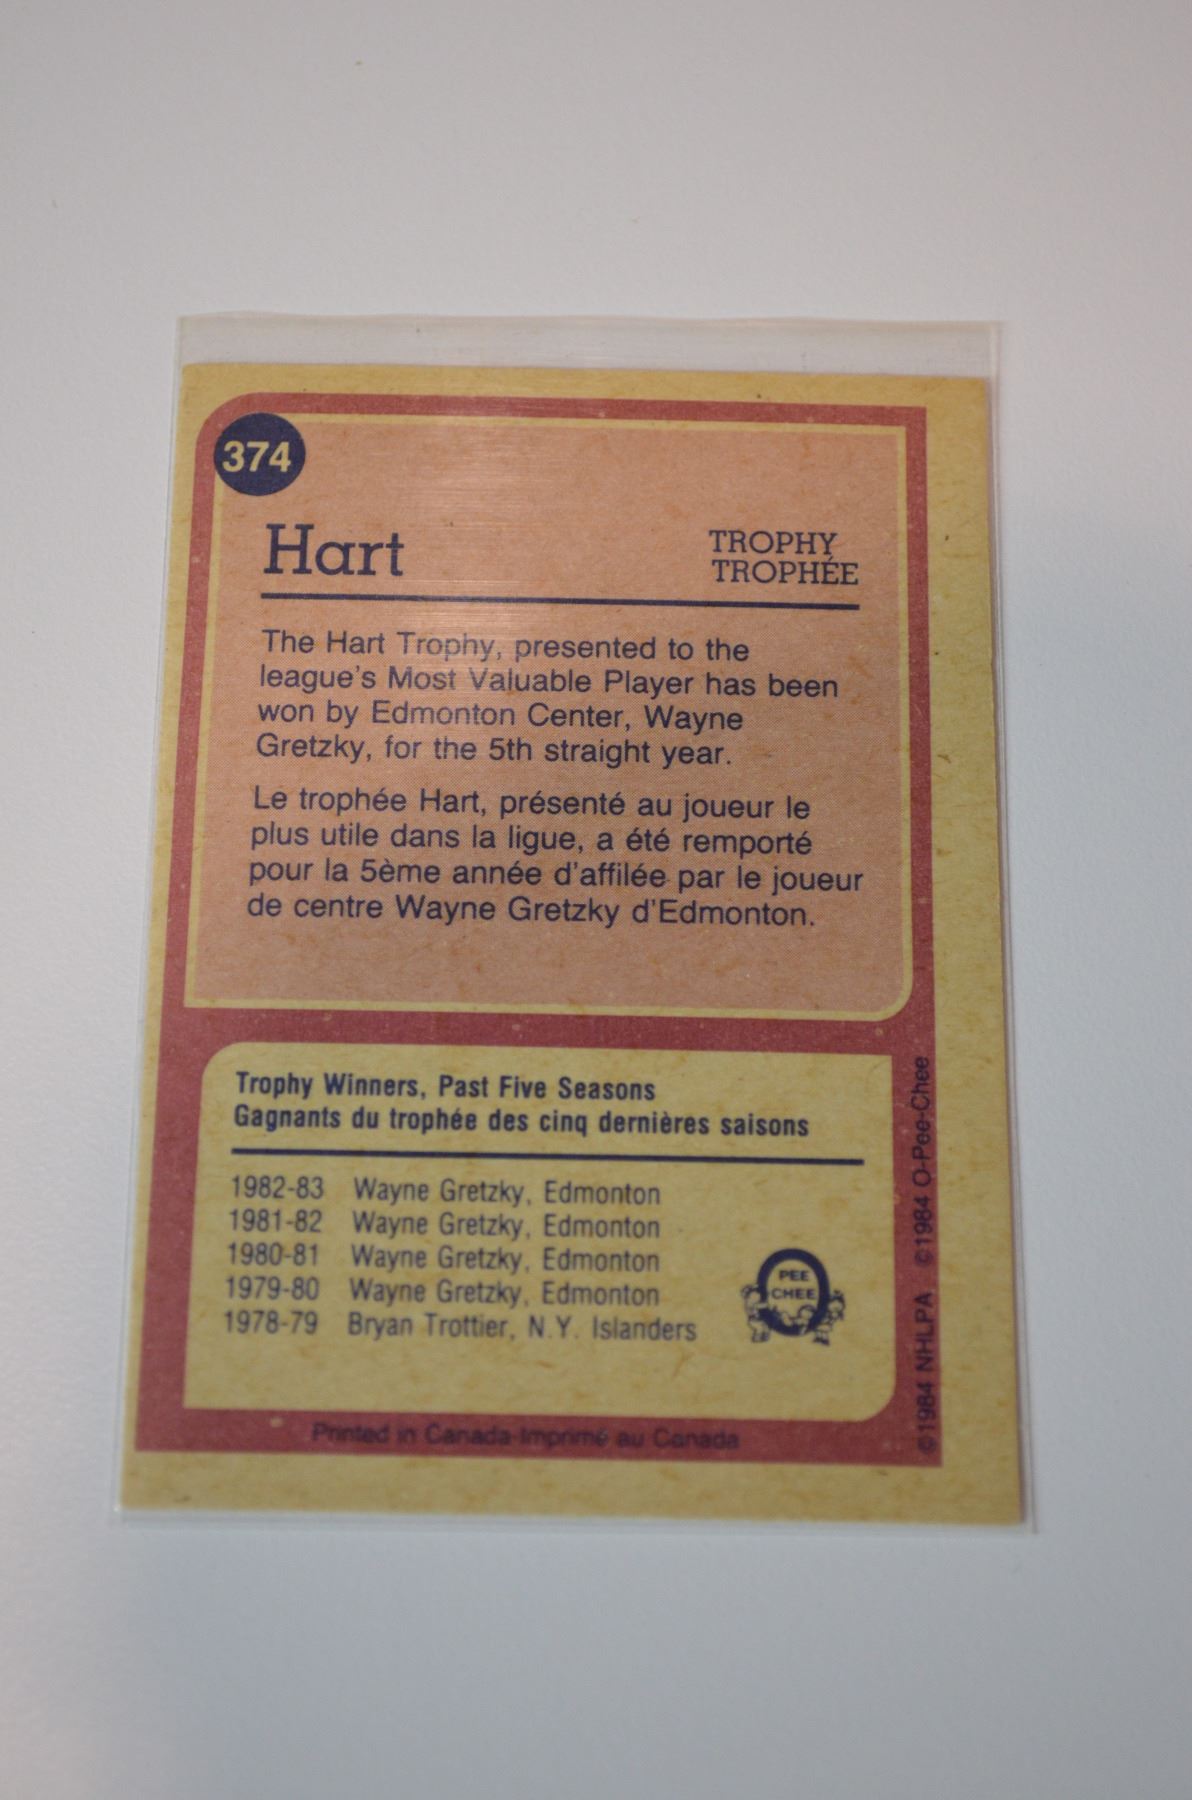 374
Hart
TROPHY
TROPHÉE
The Hart Trophy, presented to the
league's Most Valuable Player has been
won by Edmonton Center, Wayne
Gretzky, for the 5th straight year.
Le trophée Hart, présenté au joueur le
plus utile dans la ligue, a été remporté
pour la 5ème année d'affilée par le joueur
de centre Wayne Gretzky d'Edmonton.
Trophy Winners, Past Five Seasons
Gagnants du trophée des cinq dernières saisons
1982-83 Wayne Gretzky, Edmonton
1981-82 Wayne Gretzky, Edmonton
1980-81 Wayne Gretzky, Edmonton
1979-80 Wayne Gretzky, Edmonton
1978-79 Bryan Trottier, N.Y. Islanders
O
PEE
CHEE
Printed in Canada-Imprimé au Canada
©1984 NHLPA ©1984 O-Pee-Chee